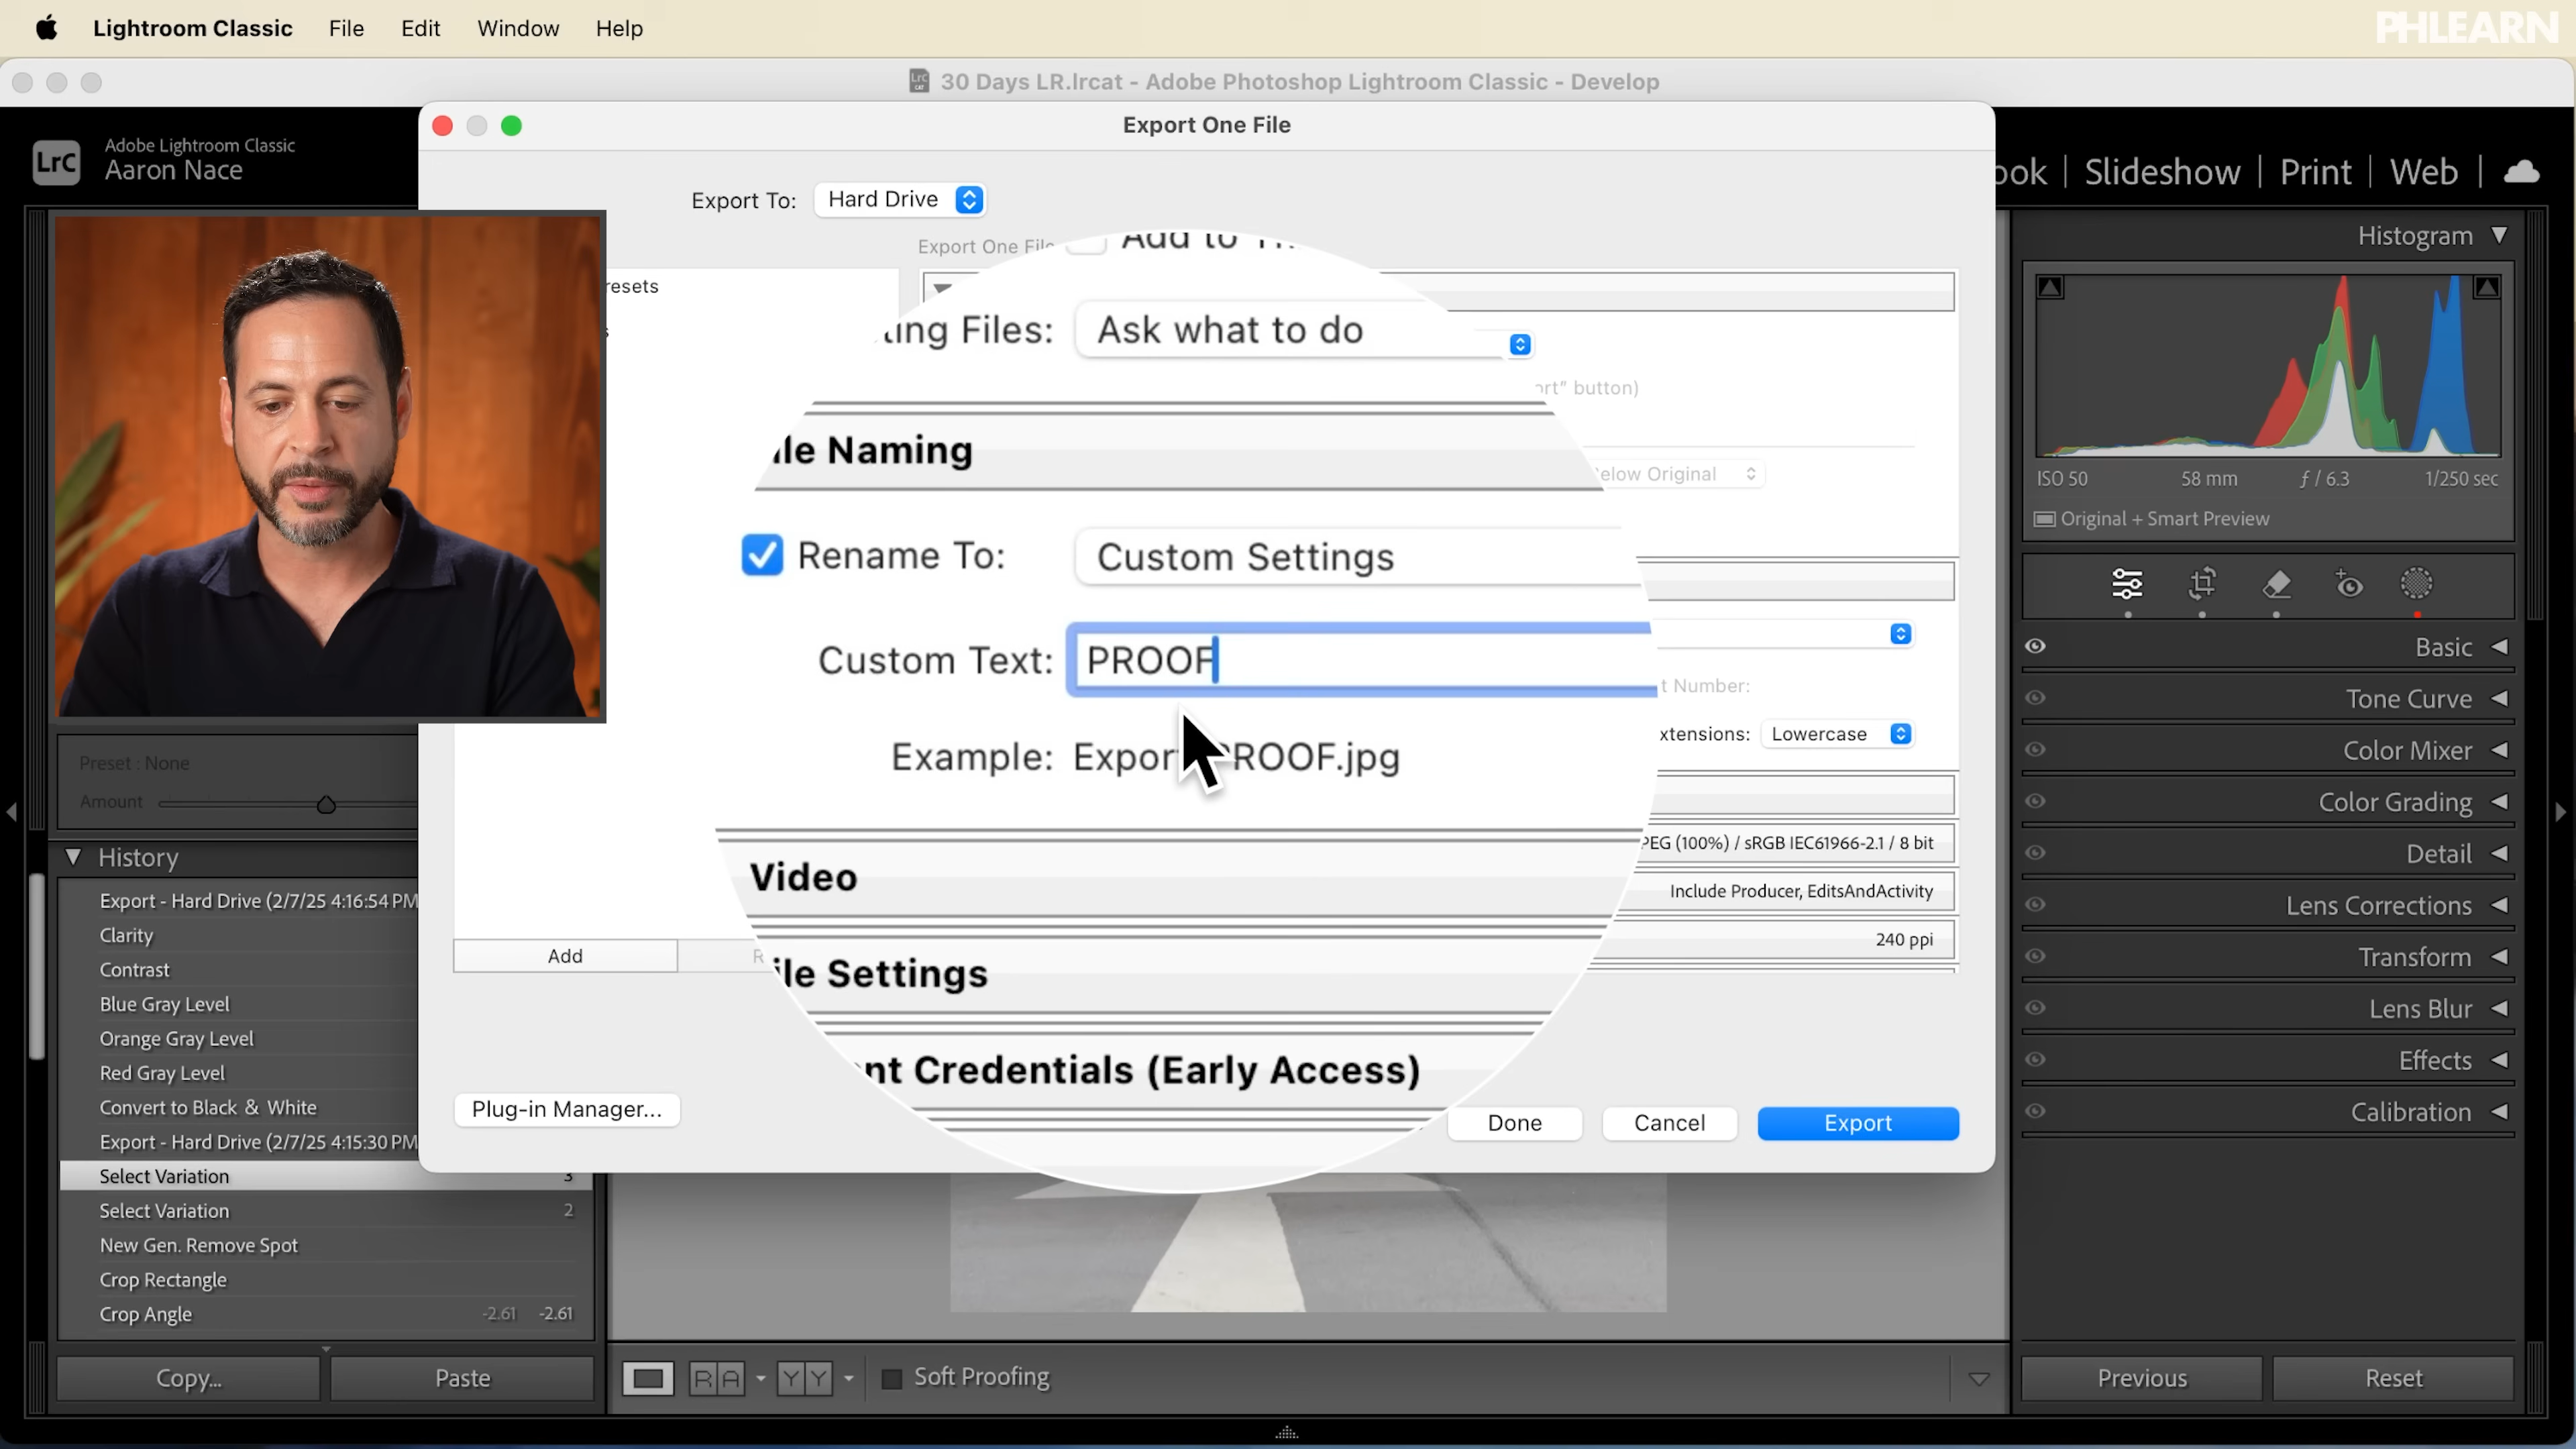 Lightroom Classic File Edit Window Help
PHLEARN
30 Days LR.lrcat - Adobe Photoshop Lightroom Classic - Develop
Export One File
LrC
Adobe Lightroom Classic
Aaron Nace
ook | Slideshow | Print | Web |
Export To: Hard Drive
Export One File
Add to
resets
ting Files: Ask what to do
ort" button)
le Naming
elow Original
Rename To: Custom Settings
Custom Text: PROOF
t Number:
Example: Expor ROOF.jpg
xtensions: Lowercase
Video
PEG (100%) / sRGB IEC61966-2.1 / 8 bit
Include Producer, EditsAndActivity
ile Settings
240 ppi
nt Credentials (Early Access)
Add
Plug-in Manager...
Done Cancel Export
Preset : None
Amount
History
Export - Hard Drive (2/7/25 4:16:54 PM
Clarity
Contrast
Blue Gray Level
Orange Gray Level
Red Gray Level
Convert to Black & White
Export - Hard Drive (2/7/25 4:15:30 PM
Select Variation 3
Select Variation 2
New Gen. Remove Spot
Crop Rectangle
Crop Angle -2.61 -2.61
Copy... Paste
R A Y Y Soft Proofing
Histogram
ISO 50 58 mm ƒ / 6.3 1/250 sec
Original + Smart Preview
Basic
Tone Curve
Color Mixer
Color Grading
Detail
Lens Corrections
Transform
Lens Blur
Effects
Calibration
Previous Reset